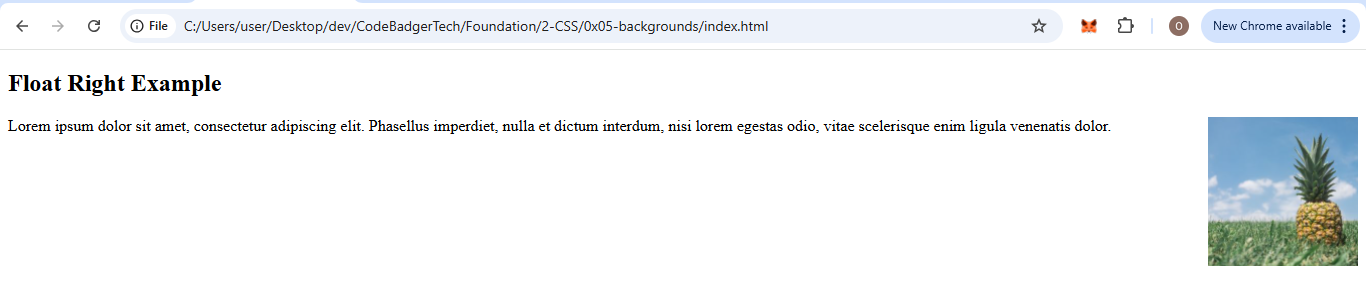 File
C:/Users/user/Desktop/dev/CodeBadgerTech/Foundation/2-CSS/0x05-backgrounds/index.html
O
New Chrome available
Float Right Example
Lorem ipsum dolor sit amet, consectetur adipiscing elit. Phasellus imperdiet, nulla et dictum interdum, nisi lorem egestas odio, vitae scelerisque enim ligula venenatis dolor.